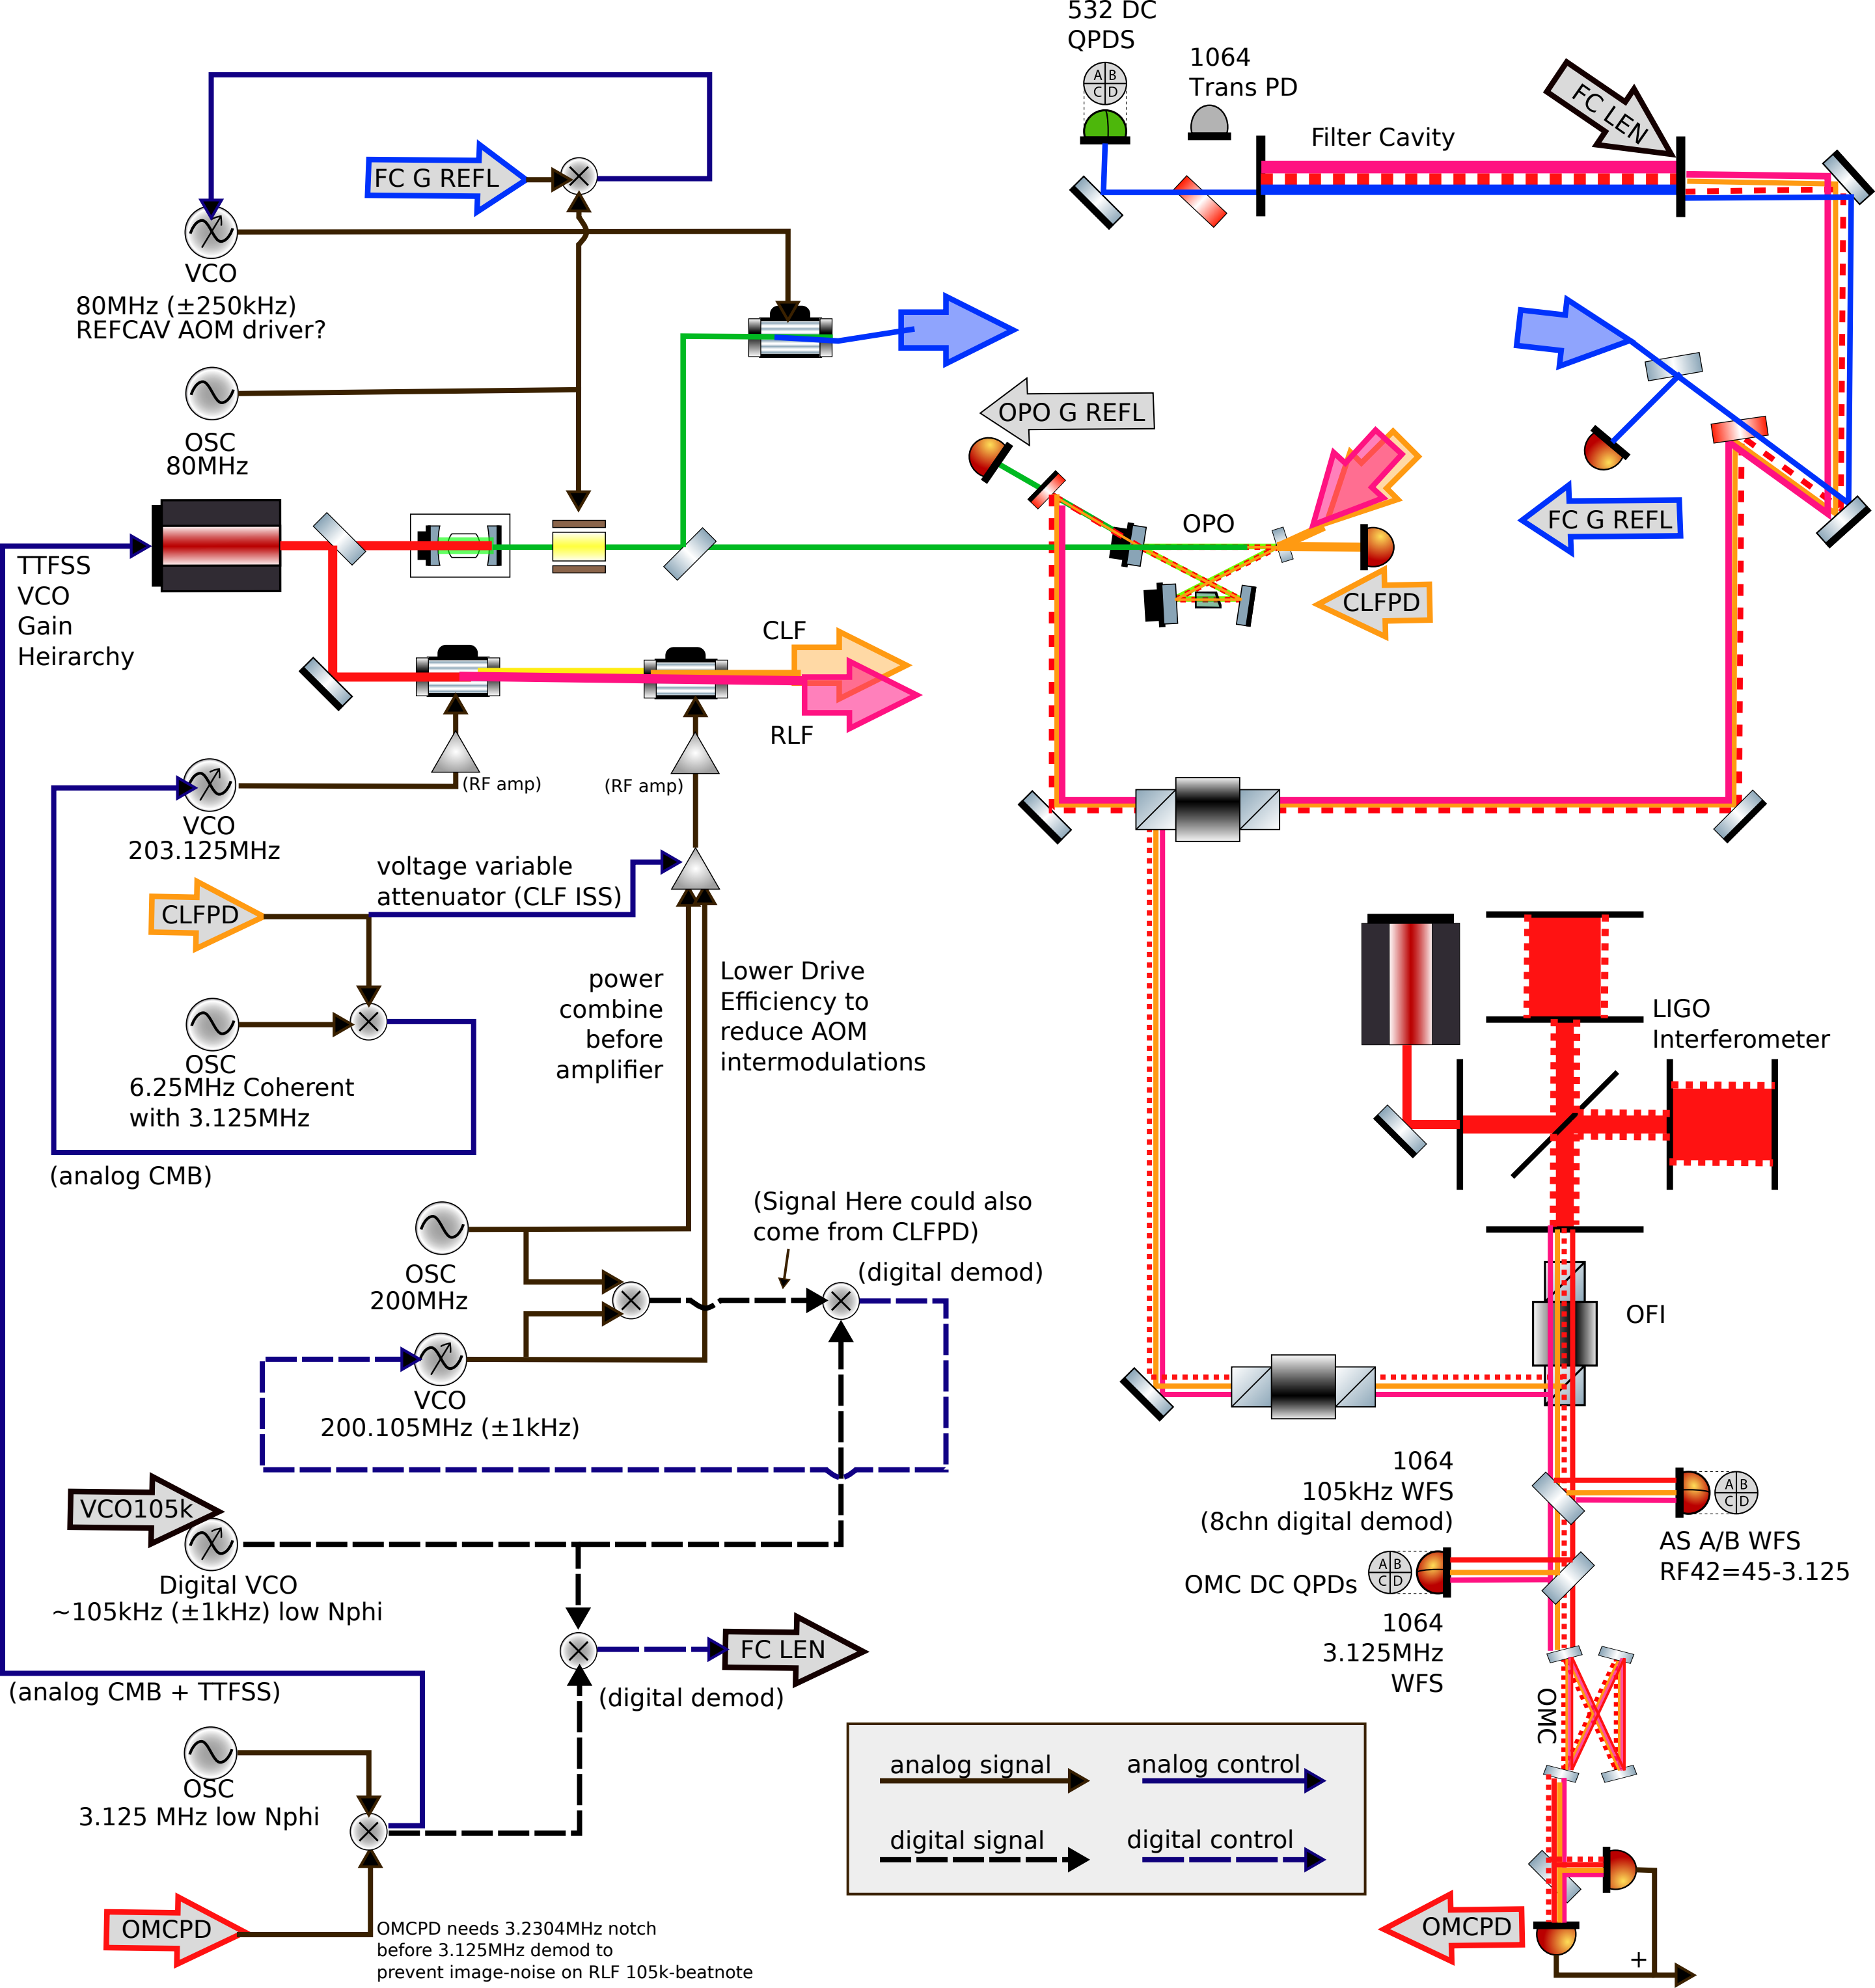 532 DC
QPDS
A B
C D
1064
Trans PD
Filter Cavity
FC LEN
FC G REFL
VCO
80MHz (±250kHz)
REFCAV AOM driver?
OSC
80MHz
OPO G REFL
OPO
FC G REFL
CLFPD
TTFSS
VCO
Gain
Heirarchy
CLF
RLF
(RF amp)
(RF amp)
VCO
203.125MHz
voltage variable
attenuator (CLF ISS)
CLFPD
power
combine
before
amplifier
Lower Drive
Efficiency to
reduce AOM
intermodulations
OSC
6.25MHz Coherent
with 3.125MHz
(analog CMB)
LIGO
Interferometer
(Signal Here could also
come from CLFPD)
(digital demod)
OSC
200MHz
OFI
VCO
200.105MHz (±1kHz)
1064
105kHz WFS
(8chn digital demod)
A B
C D
AS A/B WFS
RF42=45-3.125
VCO105k
Digital VCO
~105kHz (±1kHz) low Nphi
OMC DC QPDs
A B
C D
1064
3.125MHz
WFS
FC LEN
(digital demod)
(analog CMB + TTFSS)
OMC
OSC
3.125 MHz low Nphi
analog signal
analog control
digital signal
digital control
OMCPD
OMCPD needs 3.2304MHz notch
before 3.125MHz demod to
prevent image-noise on RLF 105k-beatnote
OMCPD
+